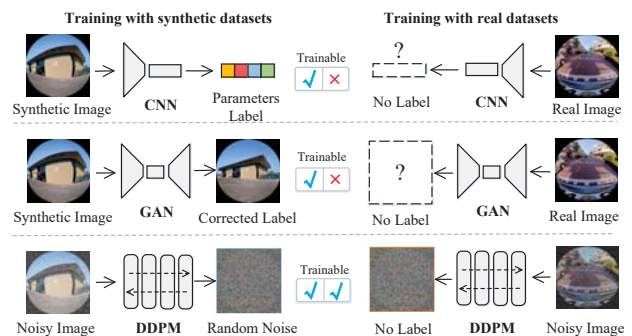 Training with synthetic datasets
Training with real datasets
Synthetic Image
CNN
Parameters
Label
Trainable
?
No Label
CNN
Real Image
Synthetic Image
GAN
Corrected Label
Trainable
?
No Label
GAN
Real Image
Noisy Image
DDPM
Random Noise
Trainable
No Label
DDPM
Noisy Image